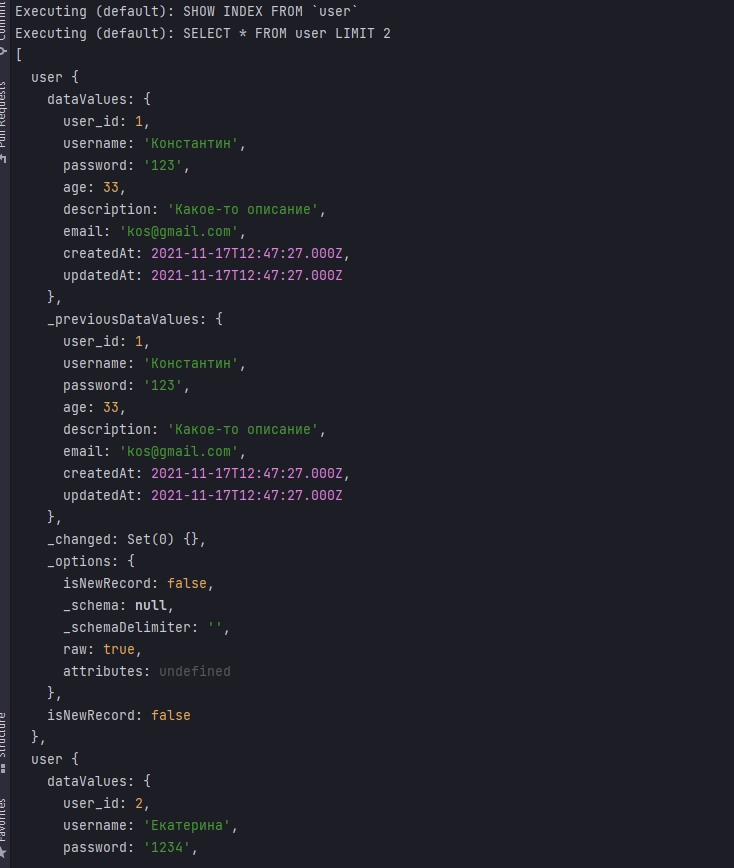 Commit
Pull Requests
Structure
Favorites
Executing (default): SHOW INDEX FROM `user`
Executing (default): SELECT * FROM user LIMIT 2
[
  user {
    dataValues: {
      user_id: 1,
      username: 'Константин',
      password: '123',
      age: 33,
      description: 'Какое-то описание',
      email: 'kos@gmail.com',
      createdAt: 2021-11-17T12:47:27.000Z,
      updatedAt: 2021-11-17T12:47:27.000Z
    },
    _previousDataValues: {
      user_id: 1,
      username: 'Константин',
      password: '123',
      age: 33,
      description: 'Какое-то описание',
      email: 'kos@gmail.com',
      createdAt: 2021-11-17T12:47:27.000Z,
      updatedAt: 2021-11-17T12:47:27.000Z
    },
    _changed: Set(0) {},
    _options: {
      isNewRecord: false,
      _schema: null,
      _schemaDelimiter: '',
      raw: true,
      attributes: undefined
    },
    isNewRecord: false
  },
  user {
    dataValues: {
      user_id: 2,
      username: 'Екатерина',
      password: '1234',